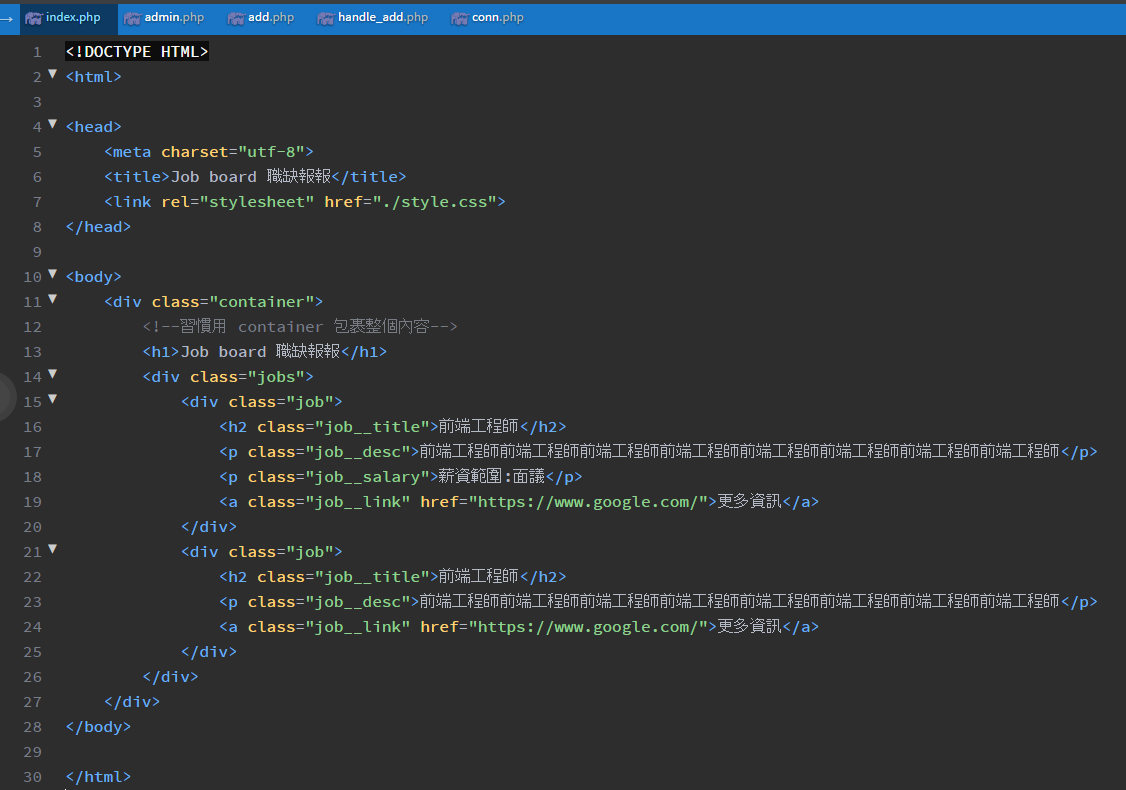 index.php admin.php add.php handle_add.php conn.php
1 <!DOCTYPE HTML>
2 <html>
3
4 <head>
5     <meta charset="utf-8">
6     <title>Job board 職缺報報</title>
7     <link rel="stylesheet" href="./style.css">
8 </head>
9
10 <body>
11     <div class="container">
12         <!--習慣用 container 包裹整個內容-->
13         <h1>Job board 職缺報報</h1>
14         <div class="jobs">
15             <div class="job">
16                 <h2 class="job__title">前端工程師</h2>
17                 <p class="job__desc">前端工程師前端工程師前端工程師前端工程師前端工程師前端工程師前端工程師前端工程師</p>
18                 <p class="job__salary">薪資範圍:面議</p>
19                 <a class="job__link" href="https://www.google.com/">更多資訊</a>
20             </div>
21             <div class="job">
22                 <h2 class="job__title">前端工程師</h2>
23                 <p class="job__desc">前端工程師前端工程師前端工程師前端工程師前端工程師前端工程師前端工程師前端工程師</p>
24                 <a class="job__link" href="https://www.google.com/">更多資訊</a>
25             </div>
26         </div>
27     </div>
28 </body>
29
30 </html>